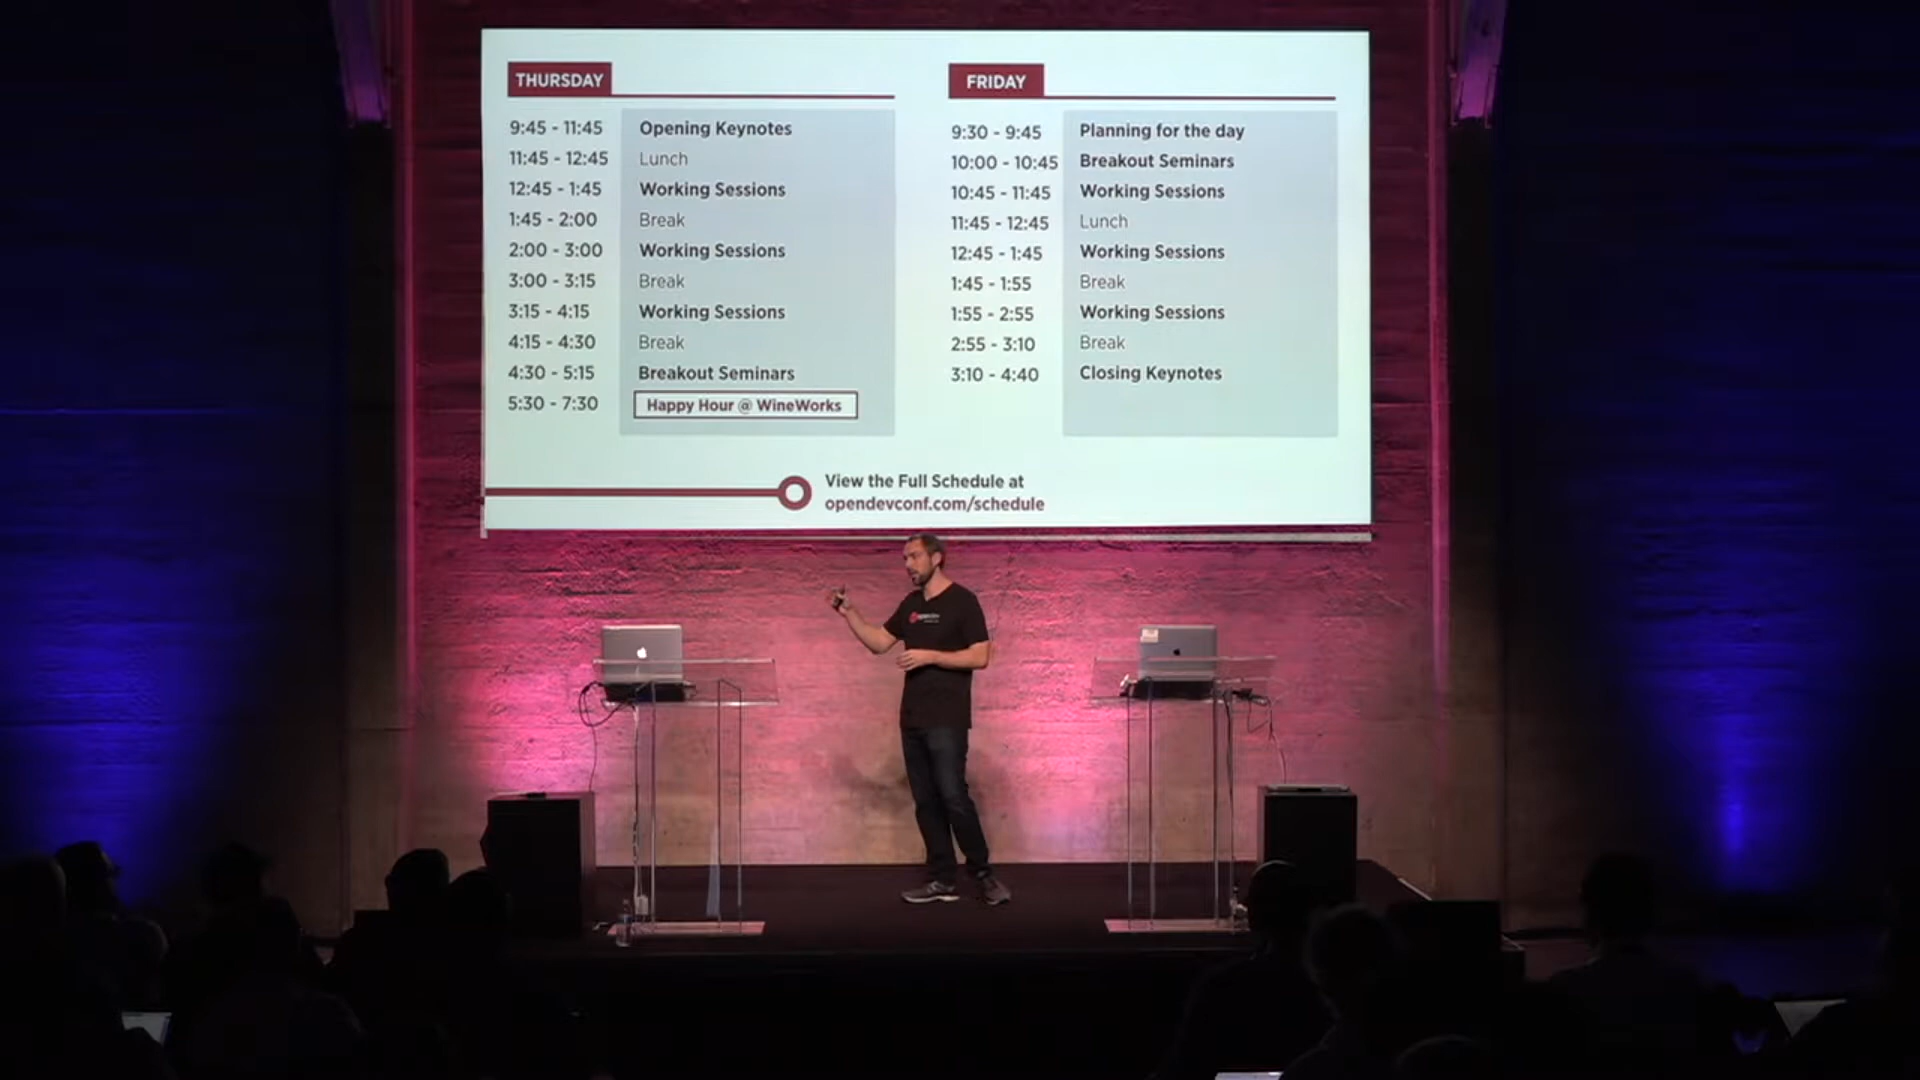 THURSDAY
9:45 - 11:45 Opening Keynotes
11:45 - 12:45 Lunch
12:45 - 1:45 Working Sessions
1:45 - 2:00 Break
2:00 - 3:00 Working Sessions
3:00 - 3:15 Break
3:15 - 4:15 Working Sessions
4:15 - 4:30 Break
4:30 - 5:15 Breakout Seminars
5:30 - 7:30 Happy Hour @ WineWorks
FRIDAY
9:30 - 9:45 Planning for the day
10:00 - 10:45 Breakout Seminars
10:45 - 11:45 Working Sessions
11:45 - 12:45 Lunch
12:45 - 1:45 Working Sessions
1:45 - 1:55 Break
1:55 - 2:55 Working Sessions
2:55 - 3:10 Break
3:10 - 4:40 Closing Keynotes
View the Full Schedule at
opendevconf.com/schedule